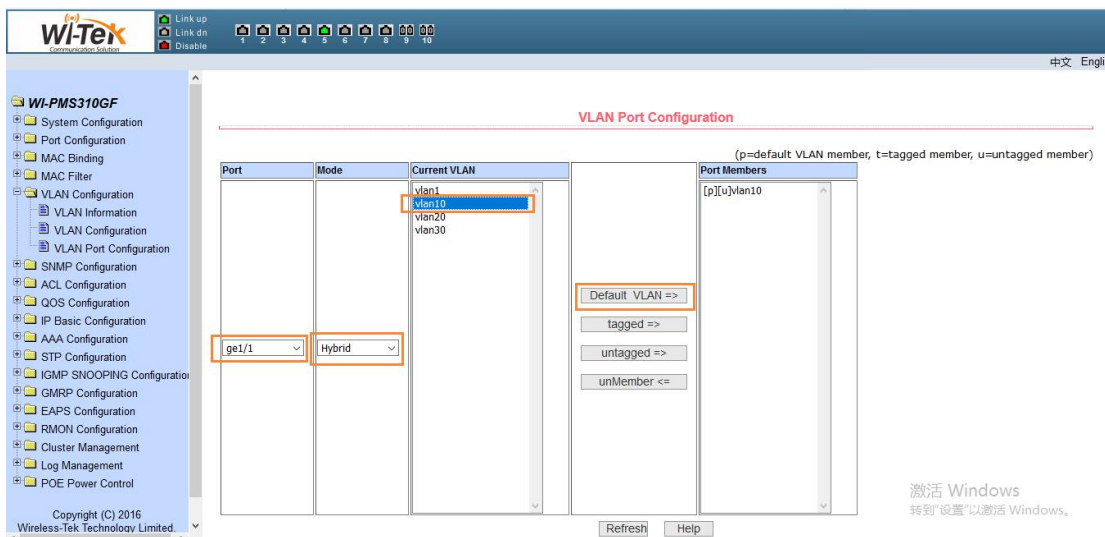 WI-TEK
Communication Solution
Link up
Link dn
Disable
1 2 3 4 5 6 7 8 9 10
中文 Engli
WI-PMS310GF
System Configuration
Port Configuration
MAC Binding
MAC Filter
VLAN Configuration
VLAN Information
VLAN Configuration
VLAN Port Configuration
SNMP Configuration
ACL Configuration
QOS Configuration
IP Basic Configuration
AAA Configuration
STP Configuration
IGMP SNOOPING Configuration
GMRP Configuration
EAPS Configuration
RMON Configuration
Cluster Management
Log Management
POE Power Control
Copyright (C) 2016
Wireless-Tek Technology Limited.
VLAN Port Configuration
(p=default VLAN member, t=tagged member, u=untagged member)
Port Mode Current VLAN Port Members
ge1/1
Hybrid
vlan1
vlan10
vlan20
vlan30
Default VLAN =>
tagged =>
untagged =>
unMember <=
[p][u]vlan10
Refresh Help
激活 Windows
转到"设置"以激活 Windows。